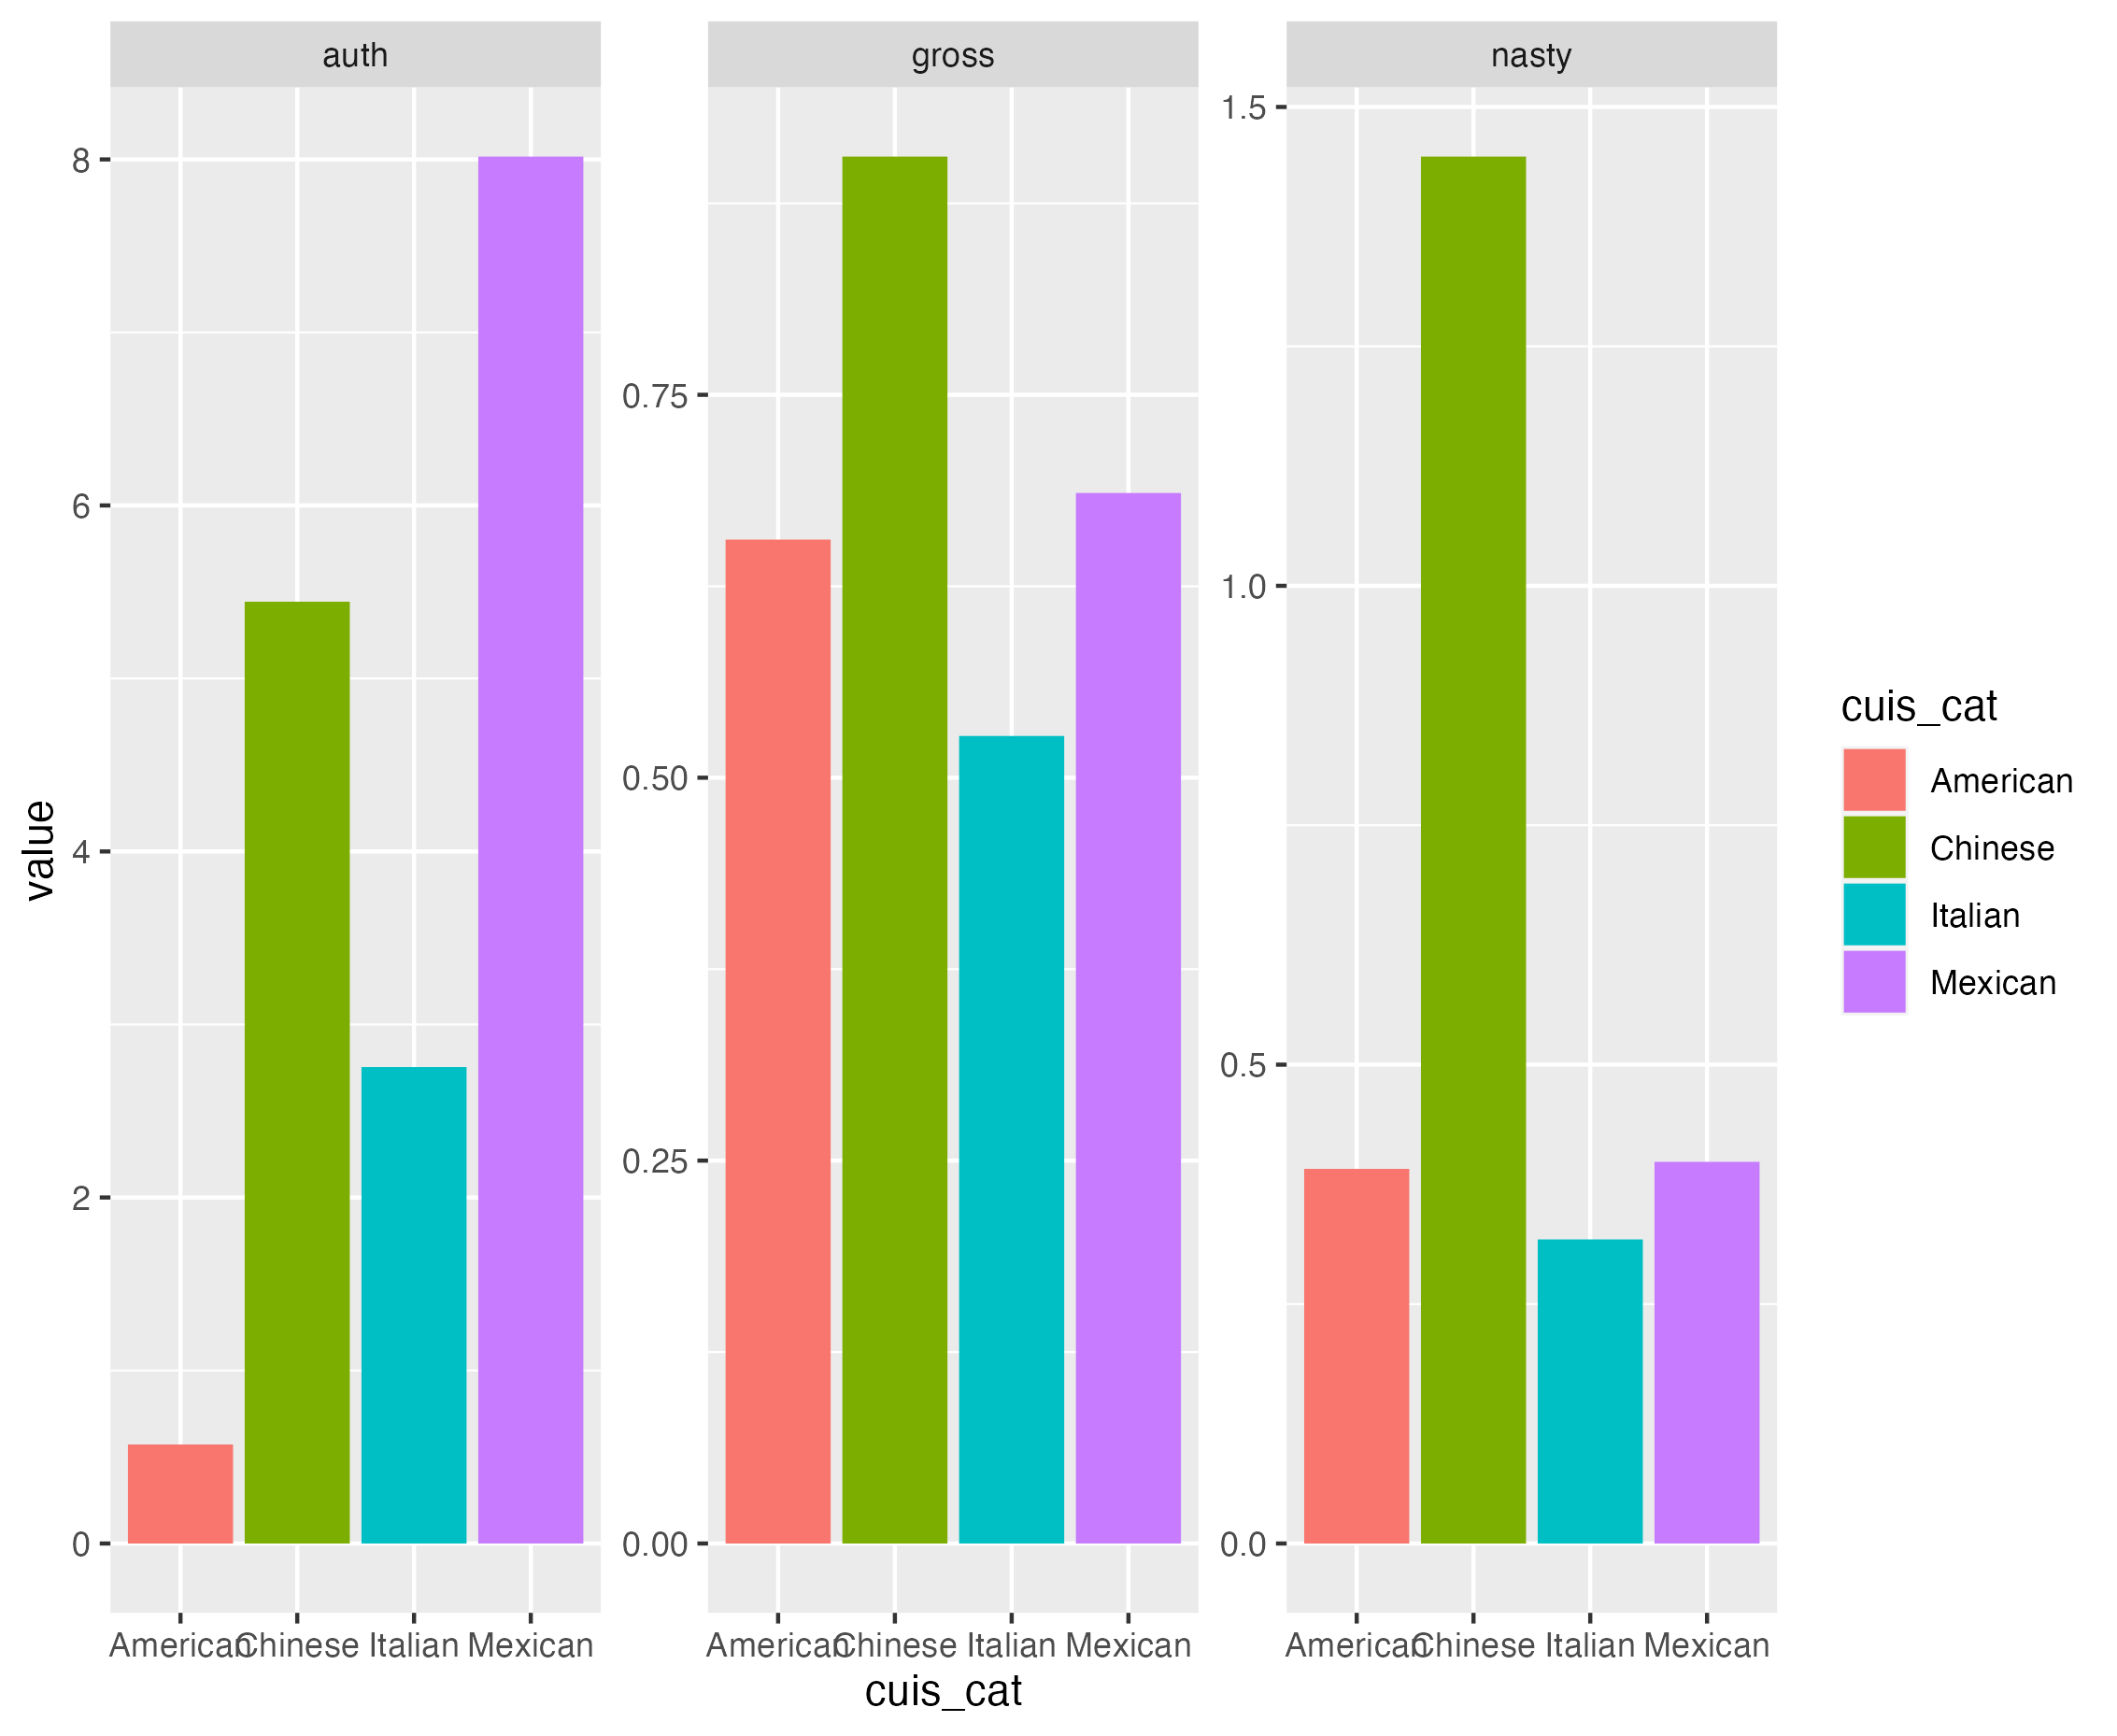 auth
gross
nasty
value
8
6
4
2
0
0.75
0.50
0.25
0.00
1.5
1.0
0.5
0.0
American Chinese Italian Mexican
American Chinese Italian Mexican
American Chinese Italian Mexican
cuis_cat
cuis_cat
American
Chinese
Italian
Mexican